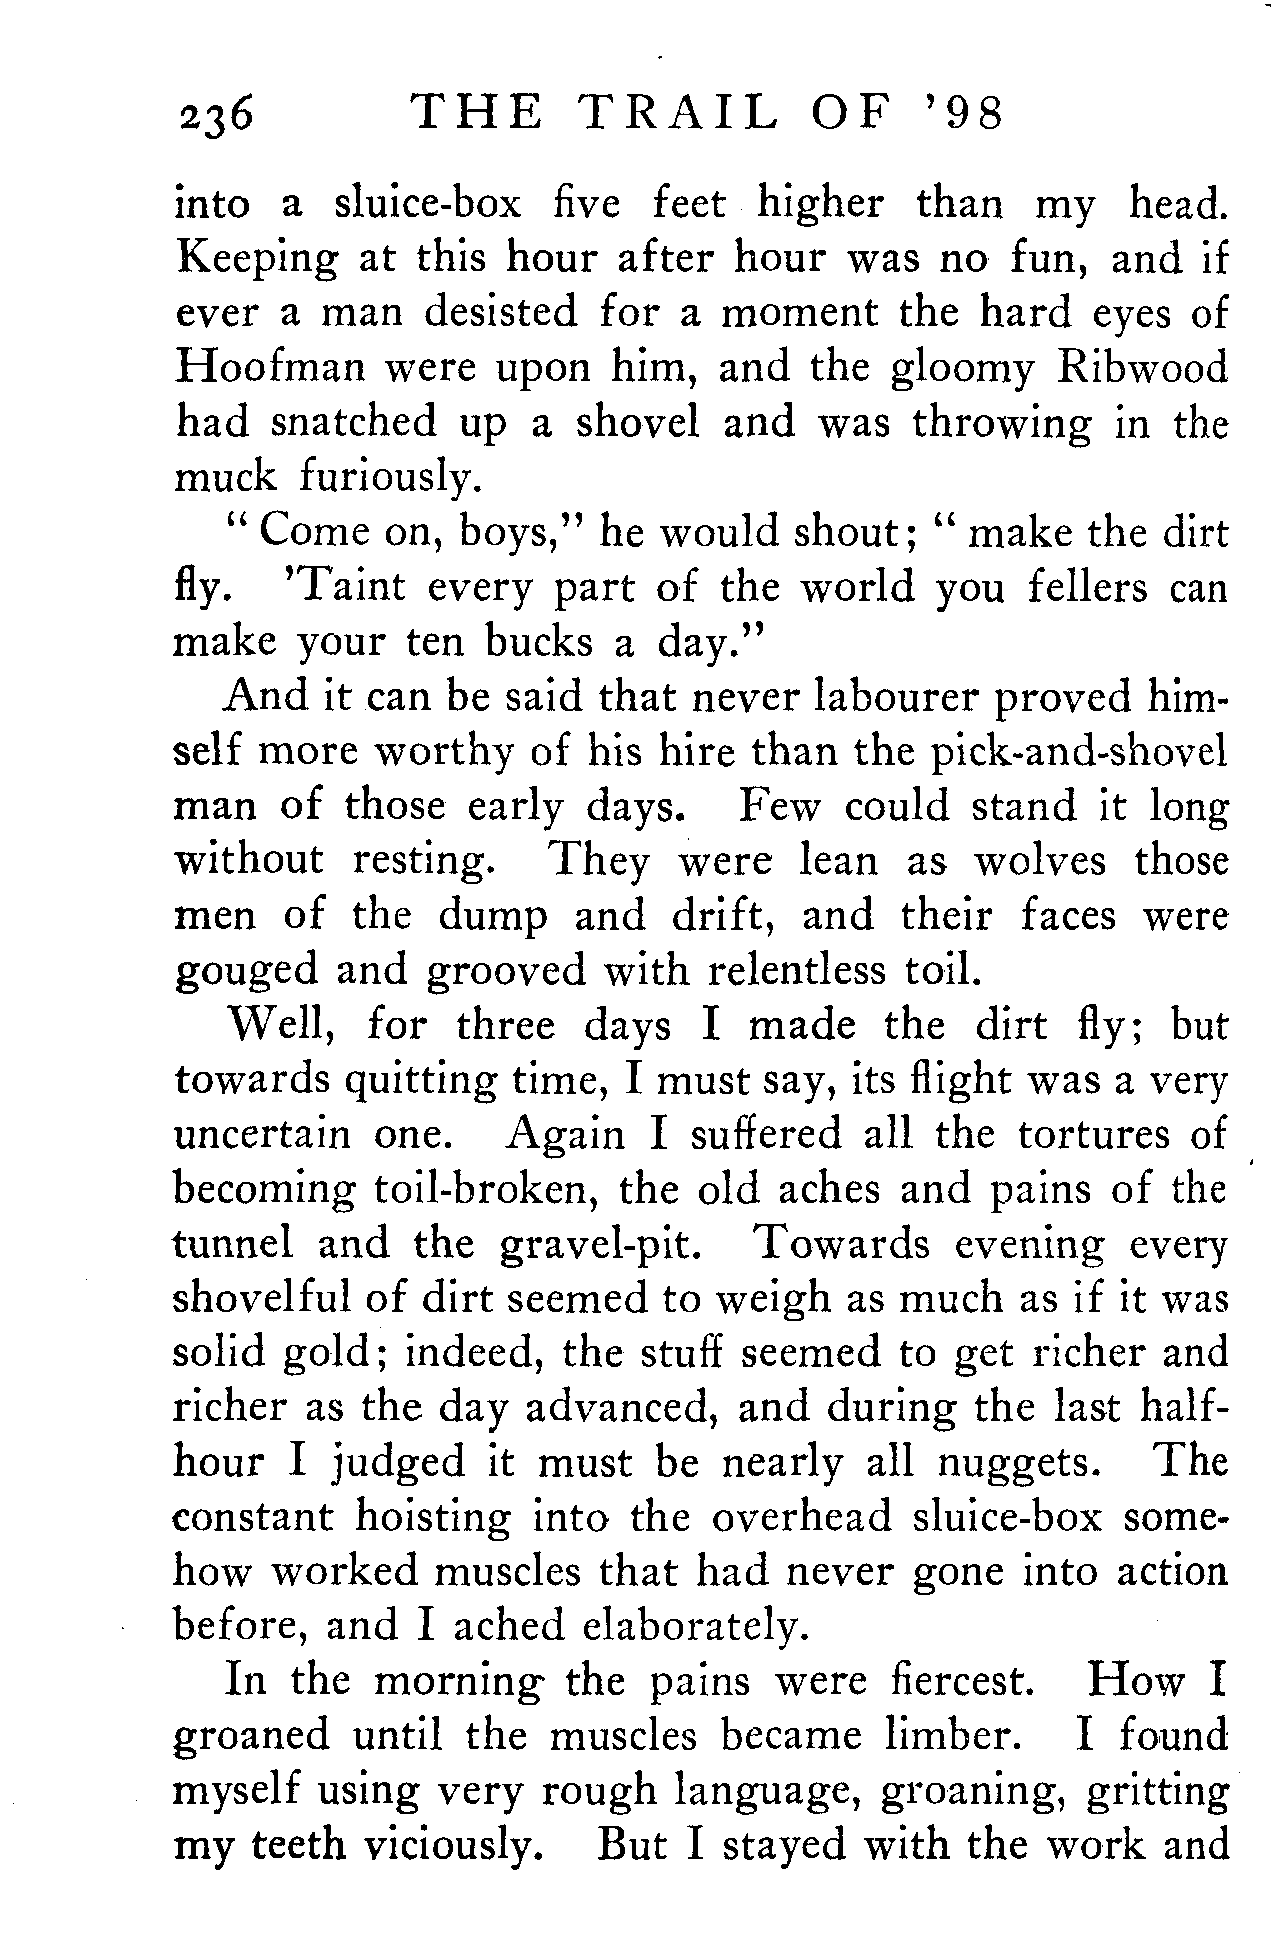 236 THE TRAIL OF '98
into a sluice-box five feet higher than my head.
Keeping at this hour after hour was no fun, and if
ever a man desisted for a moment the hard eyes of
Hoofman were upon him, and the gloomy Ribwood
had snatched up a shovel and was throwing in the
muck furiously.
“ Come on, boys,” he would shout; “ make the dirt
fly. ’Taint every part of the world you fellers can
make your ten bucks a day.”
And it can be said that never labourer proved him-
self more worthy of his hire than the pick-and-shovel
man of those early days. Few could stand it long
without resting. They were lean as wolves those
men of the dump and drift, and their faces were
gouged and grooved with relentless toil.
Well, for three days I made the dirt fly; but
towards quitting time, I must say, its flight was a very
uncertain one. Again I suffered all the tortures of
becoming toil-broken, the old aches and pains of the
tunnel and the gravel-pit. Towards evening every
shovelful of dirt seemed to weigh as much as if it was
solid gold; indeed, the stuff seemed to get richer and
richer as the day advanced, and during the last half-
hour I judged it must be nearly all nuggets. The
constant hoisting into the overhead sluice-box some-
how worked muscles that had never gone into action
before, and I ached elaborately.
In the morning the pains were fiercest. How I
groaned until the muscles became limber. I found
myself using very rough language, groaning, gritting
my teeth viciously. But I stayed with the work and